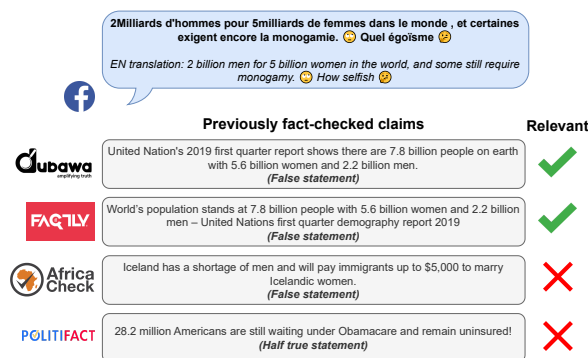 2Milliards d'hommes pour 5milliards de femmes dans le monde , et certaines
exigent encore la monogamie. 🙄 Quel égoïsme 🤔
EN translation: 2 billion men for 5 billion women in the world, and some still require
monogamy. 🙄 How selfish 🤔
Previously fact-checked claims
Relevant
Dubawa
amplifying truth
United Nation's 2019 first quarter report shows there are 7.8 billion people on earth
with 5.6 billion women and 2.2 billion men.
(False statement)
FACTLY
World's population stands at 7.8 billion people with 5.6 billion women and 2.2 billion
men – United Nations first quarter demography report 2019
(False statement)
Africa
Check
Iceland has a shortage of men and will pay immigrants up to $5,000 to marry
Icelandic women.
(False statement)
POLITIFACT
28.2 million Americans are still waiting under Obamacare and remain uninsured!
(Half true statement)